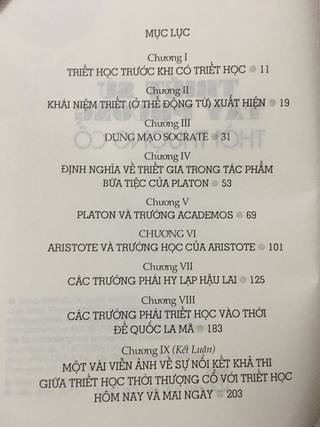 MỤC LỤC
Chương I
TRIẾT HỌC TRƯỚC KHI CÓ TRIẾT HỌC 11
Chương II
KHÁI NIỆM TRIẾT (Ở THỂ ĐỘNG TỪ) XUẤT HIỆN 19
Chương III
DUNG MẠO SOCRATE 31
Chương IV
ĐỊNH NGHĨA VỀ TRIẾT GIA TRONG TÁC PHẨM
BỮA TIỆC CỦA PLATON 53
Chương V
PLATON VÀ TRƯỜNG ACADEMOS 69
CHƯƠNG VI
ARISTOTE VÀ TRƯỜNG HỌC CỦA ARISTOTE 101
Chương VII
CÁC TRƯỜNG PHÁI HY LẠP HẬU LAI 125
Chương VIII
CÁC TRƯỜNG PHÁI TRIẾT HỌC VÀO THỜI
ĐẾ QUỐC LA MÃ 183
Chương IX (Kết Luận)
MỘT VÀI VIỄN ẢNH VỀ SỰ NỐI KẾT KHẢ THI
GIỮA TRIẾT HỌC THỜI THƯỢNG CỔ VỚI TRIẾT HỌC
HÔM NAY VÀ MAI NGÀY 203